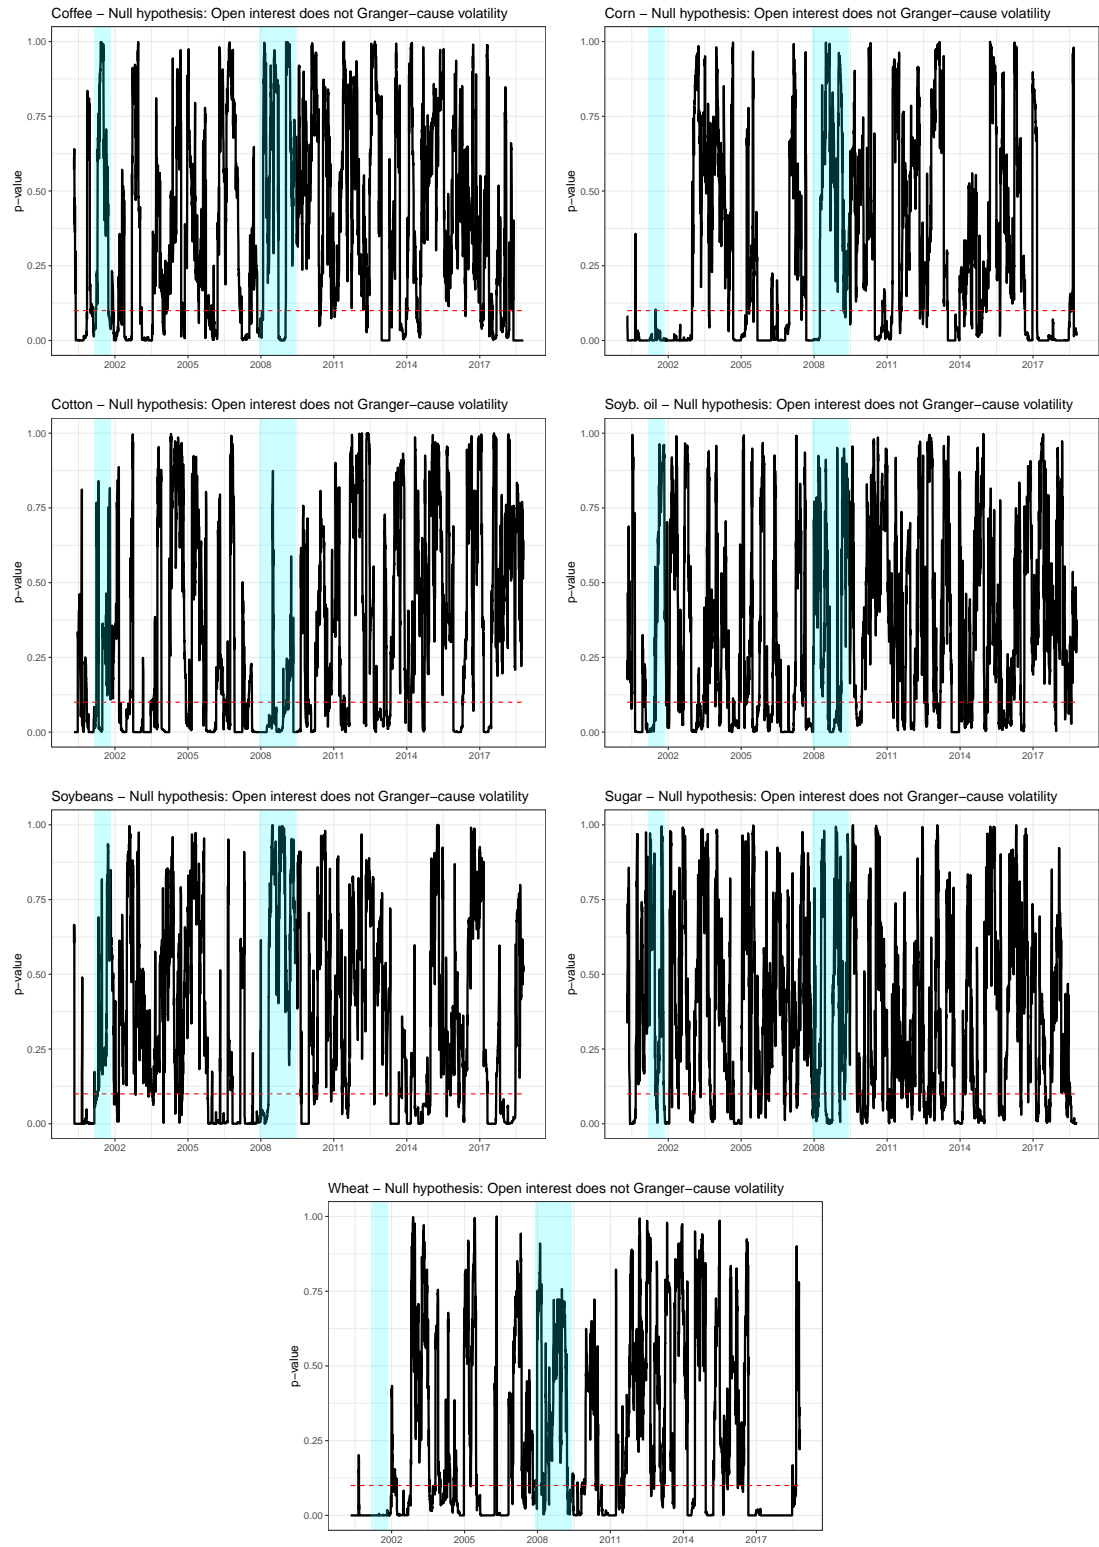 Coffee − Null hypothesis: Open interest does not Granger−cause volatility
1.00
0.75
0.50
0.25
0.00
p−value
2002 2005 2008 2011 2014 2017
Corn − Null hypothesis: Open interest does not Granger−cause volatility
1.00
0.75
0.50
0.25
0.00
p−value
2002 2005 2008 2011 2014 2017
Cotton − Null hypothesis: Open interest does not Granger−cause volatility
1.00
0.75
0.50
0.25
0.00
p−value
2002 2005 2008 2011 2014 2017
Soyb. oil − Null hypothesis: Open interest does not Granger−cause volatility
1.00
0.75
0.50
0.25
0.00
p−value
2002 2005 2008 2011 2014 2017
Soybeans − Null hypothesis: Open interest does not Granger−cause volatility
1.00
0.75
0.50
0.25
0.00
p−value
2002 2005 2008 2011 2014 2017
Sugar − Null hypothesis: Open interest does not Granger−cause volatility
1.00
0.75
0.50
0.25
0.00
p−value
2002 2005 2008 2011 2014 2017
Wheat − Null hypothesis: Open interest does not Granger−cause volatility
1.00
0.75
0.50
0.25
0.00
p−value
2002 2005 2008 2011 2014 2017